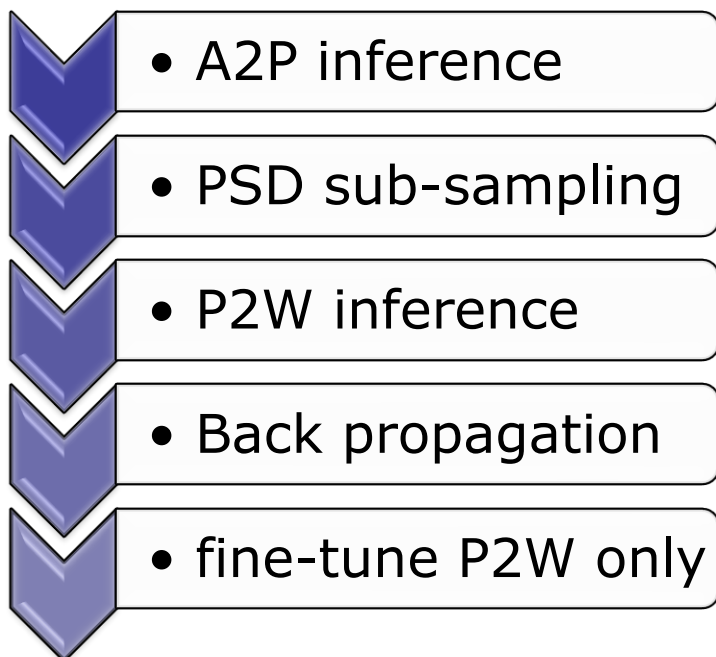 • A2P inference
• PSD sub-sampling
• P2W inference
• Back propagation
• fine-tune P2W only